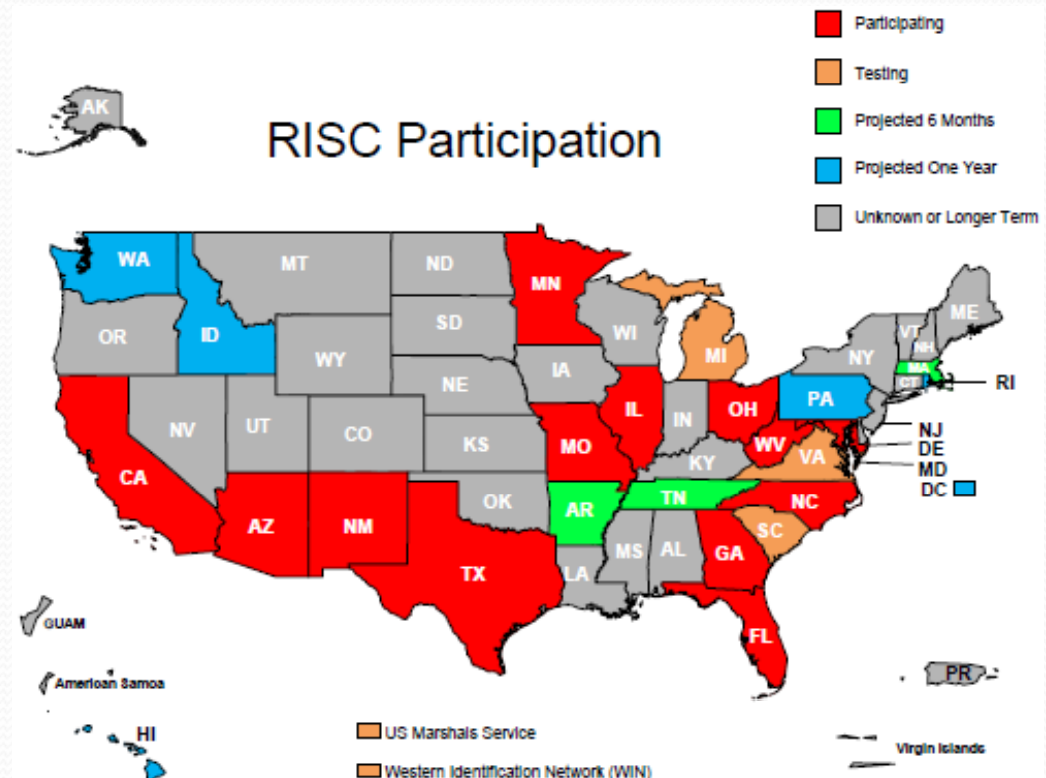 Participating
Testing
Projected 6 Months
Projected One Year
Unknown or Longer Term
RISC Participation
AK
WA
MT
ND
MN
OR
ID
SD
WI
MI
WY
IA
NE
NY
VT
NH
ME
MA
CT
RI
PA
NV
UT
CO
KS
MO
IL
IN
OH
WV
VA
KY
NJ
DE
MD
DC
CA
AZ
NM
OK
AR
TN
NC
SC
TX
LA
MS
AL
GA
FL
GUAM
American Samoa
HI
PR
Virgin Islands
US Marshals Service
Western Identification Network (WIN)